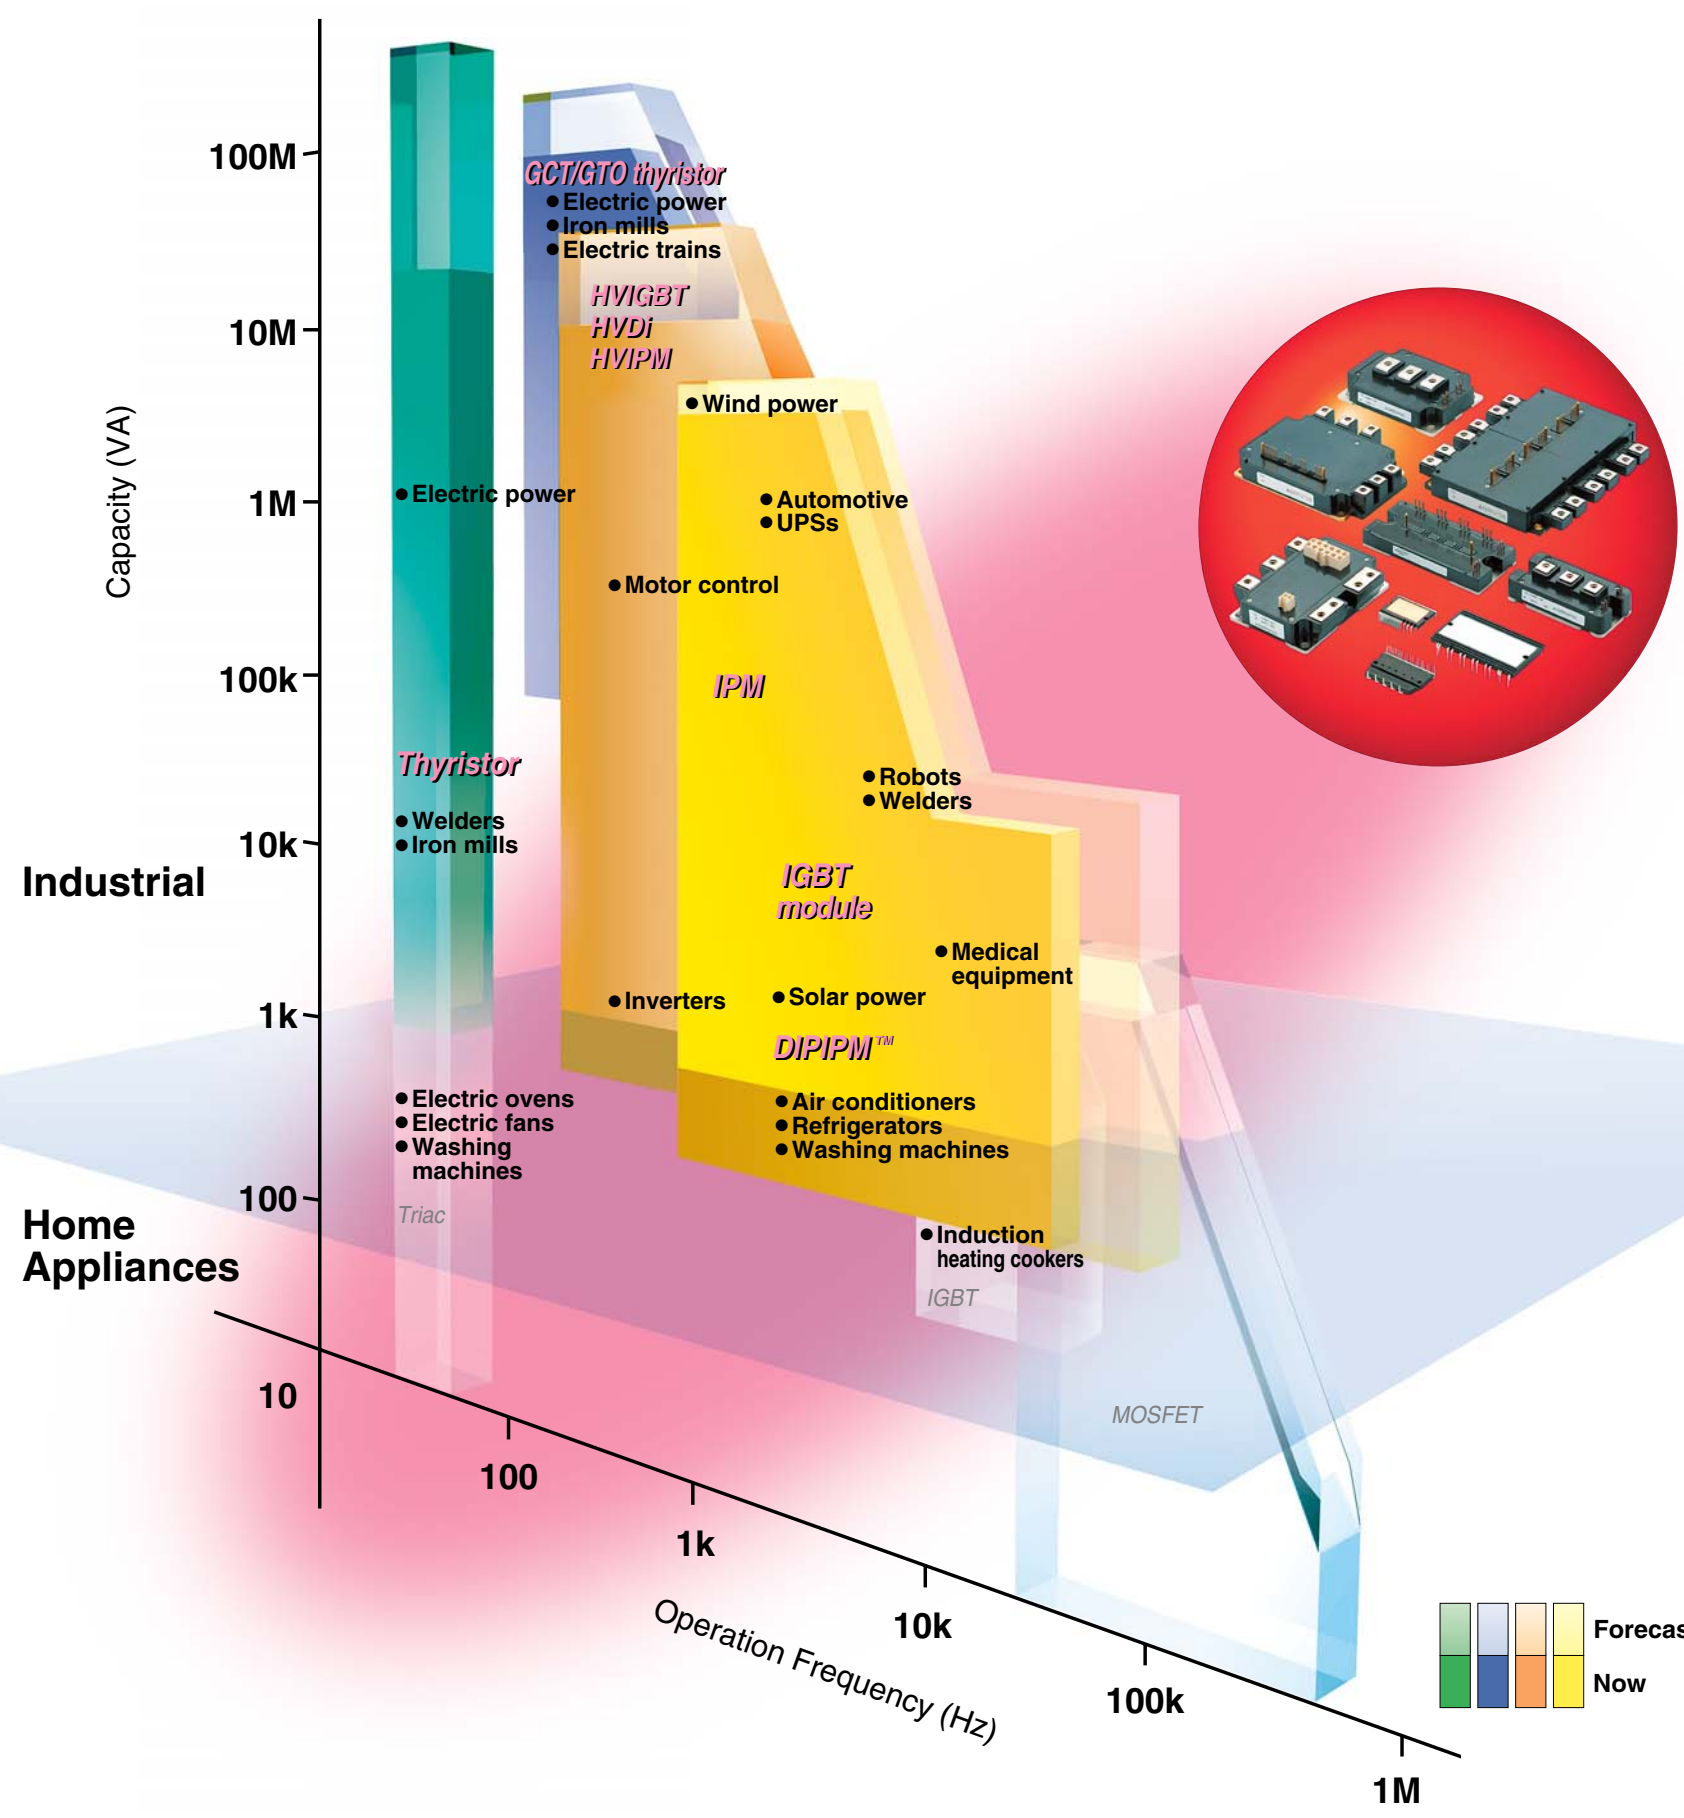 100M
10M
1M
100k
10k
1k
100
10
Capacity (VA)
Industrial
Home
Appliances
GCT/GTO thyristor
● Electric power
● Iron mills
● Electric trains
HVIGBT
HVDi
HVIPM
● Wind power
● Electric power
● Automotive
● UPSs
● Motor control
IPM
Thyristor
● Robots
● Welders
● Welders
● Iron mills
IGBT
module
● Medical
equipment
● Inverters
● Solar power
DIPIPM™
● Electric ovens
● Electric fans
● Washing
machines
● Air conditioners
● Refrigerators
● Washing machines
Triac
● Induction
heating cookers
IGBT
MOSFET
100
1k
10k
100k
1M
Operation Frequency (Hz)
Forecas
Now